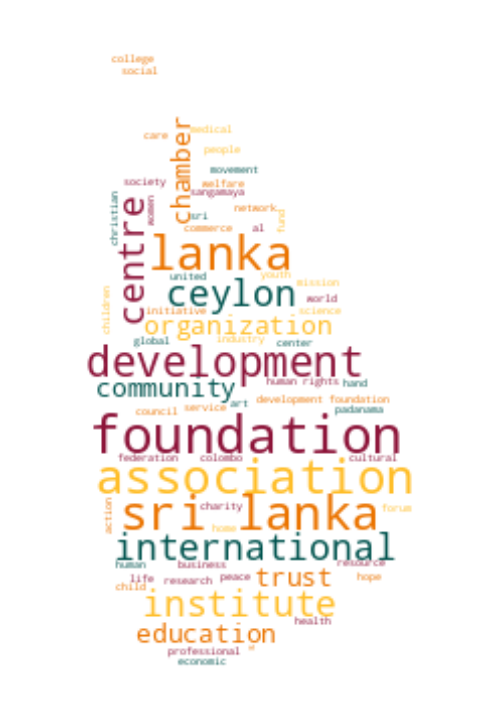 college
social
medical
care
chamber
people
movement
society
welfare
sangamaya
christian
women
centre
network
fund
sri
commerce
al
lanka
united
youth
ceylon
mission
children
world
initiative
science
organization
global
industry
center
development
human rights
hand
community
development foundation
art
service
council
padanama
foundation
federation
colombo
cultural
association
action
sri lanka
charity
forum
home
international
human
business
resource
life
research
peace
trust
hope
child
institute
health
education
professional
economic